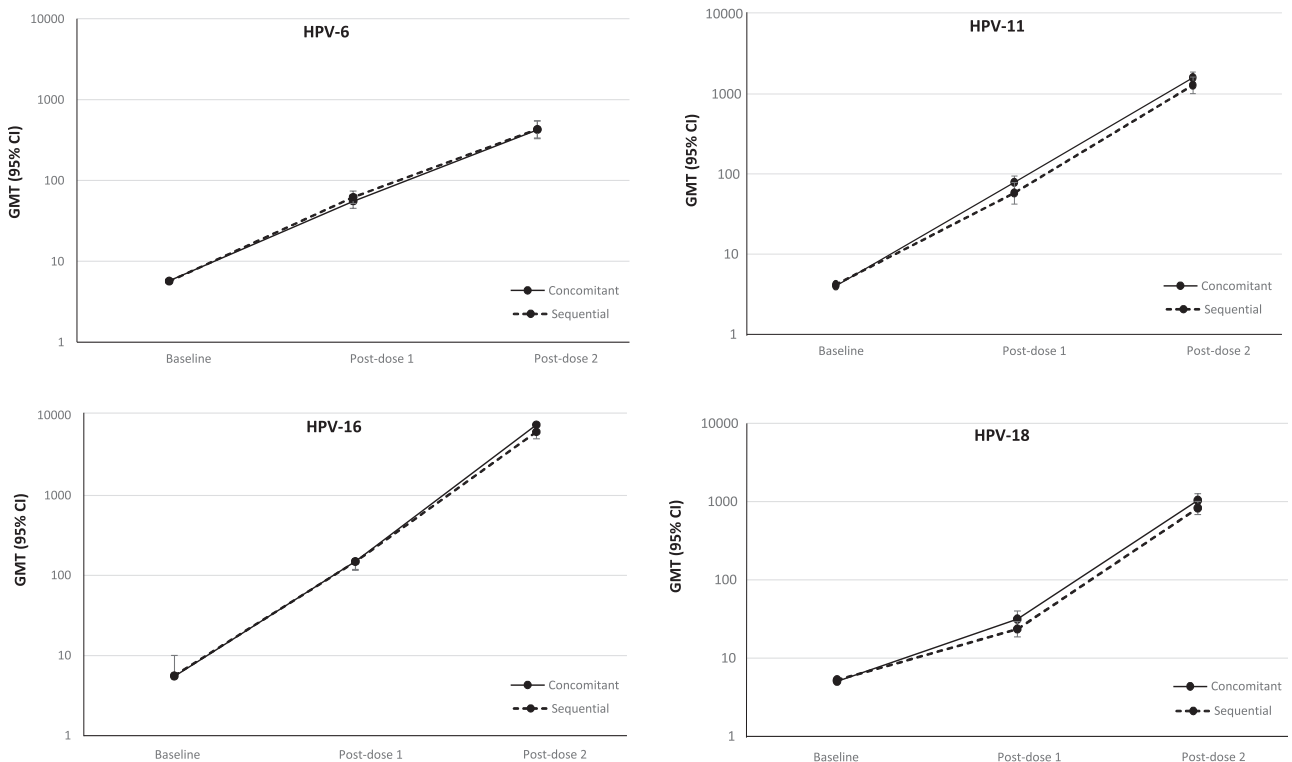 HPV-6
10000
1000
100
10
1
GMT (95% CI)
Concomitant
Sequential
Baseline
Post-dose 1
Post-dose 2
HPV-11
10000
1000
100
10
1
GMT (95% CI)
Concomitant
Sequential
Baseline
Post-dose 1
Post-dose 2
HPV-16
10000
1000
100
10
1
GMT (95% CI)
Concomitant
Sequential
Baseline
Post-dose 1
Post-dose 2
HPV-18
10000
1000
100
10
1
GMT (95% CI)
Concomitant
Sequential
Baseline
Post-dose 1
Post-dose 2